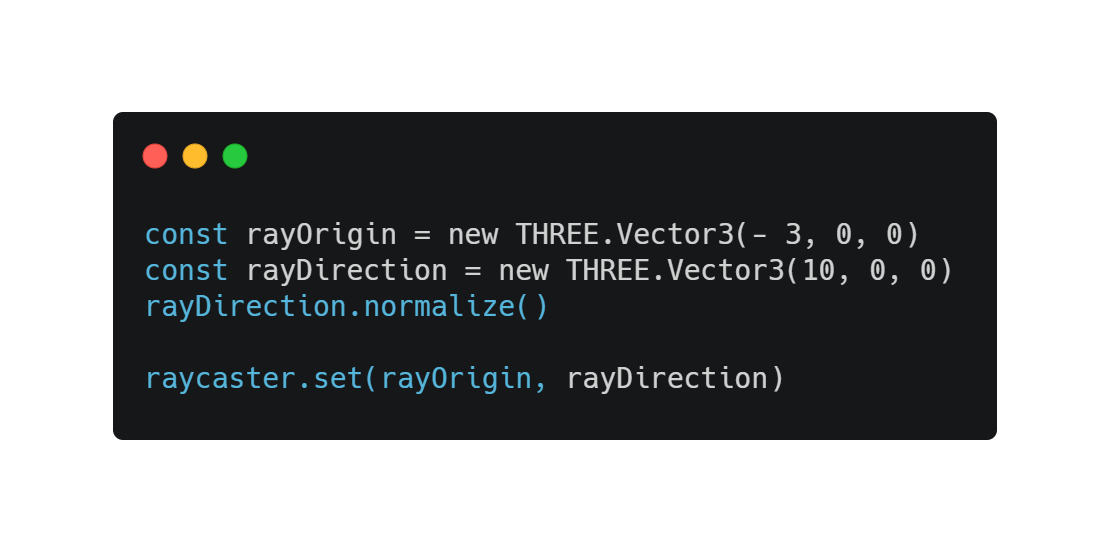 const rayOrigin = new THREE.Vector3(- 3, 0, 0)
const rayDirection = new THREE.Vector3(10, 0, 0)
rayDirection.normalize()
raycaster.set(rayOrigin, rayDirection)